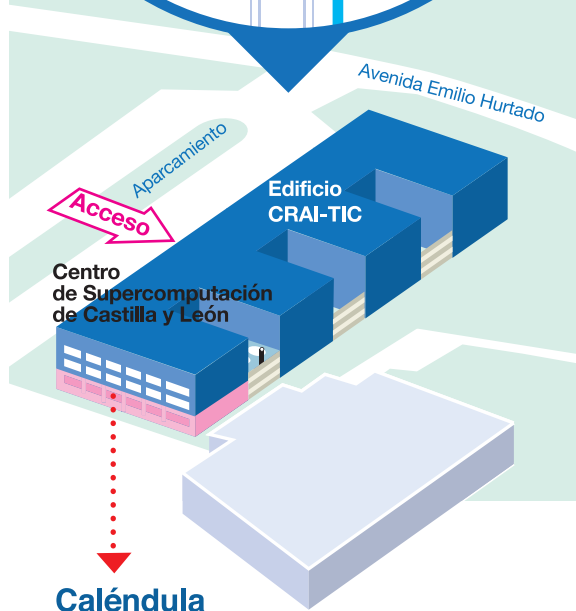 Avenida Emilio Hurtado
Aparcamiento
Acceso
Edificio
CRAI-TIC
Centro
de Supercomputación
de Castilla y León
Caléndula